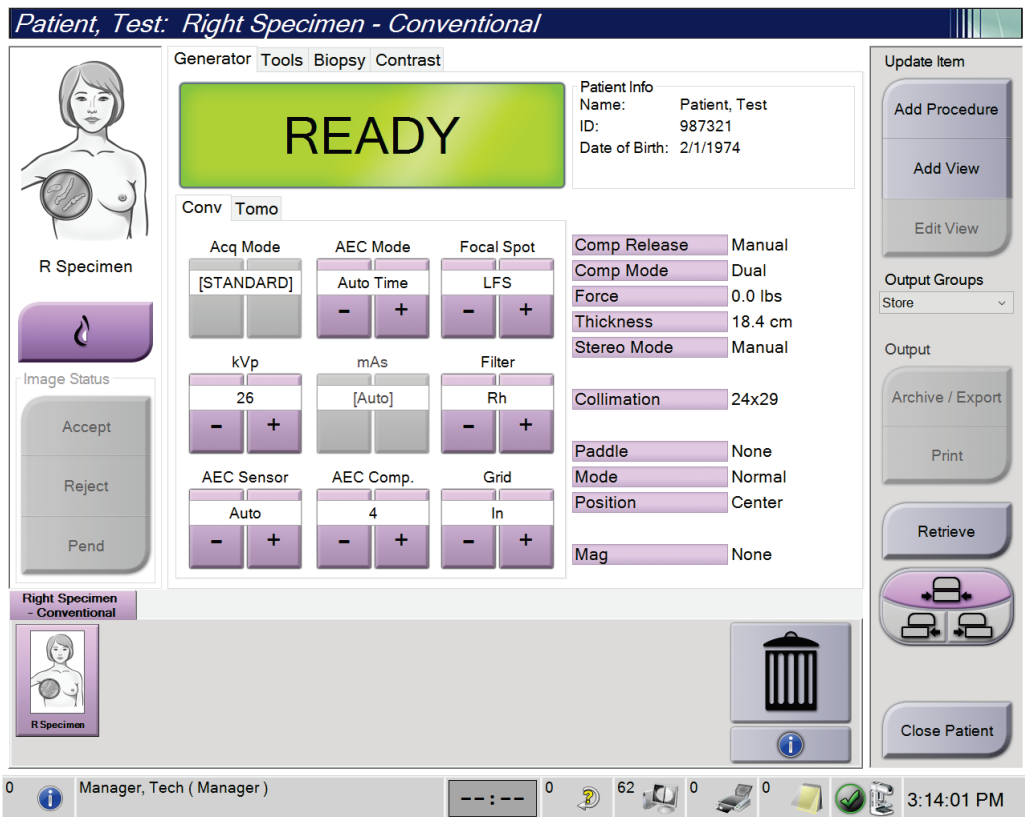 Patient, Test: Right Specimen - Conventional
R Specimen
Image Status
Accept
Reject
Pend
Generator Tools Biopsy Contrast
READY
Patient Info
Name: Patient, Test
ID: 987321
Date of Birth: 2/1/1974
Conv Tomo
Acq Mode AEC Mode Focal Spot
[STANDARD] Auto Time LFS
- + - +
kVp mAs Filter
26 [Auto] Rh
- + - +
AEC Sensor AEC Comp. Grid
Auto 4 In
- + - + - +
Comp Release Manual
Comp Mode Dual
Force 0.0 lbs
Thickness 18.4 cm
Stereo Mode Manual
Collimation 24x29
Paddle None
Mode Normal
Position Center
Mag None
Update Item
Add Procedure
Add View
Edit View
Output Groups
Store
Output
Archive / Export
Print
Retrieve
Close Patient
Right Specimen
- Conventional
R Specimen
0 Manager, Tech ( Manager ) --:-- 0 62 0 0 3:14:01 PM